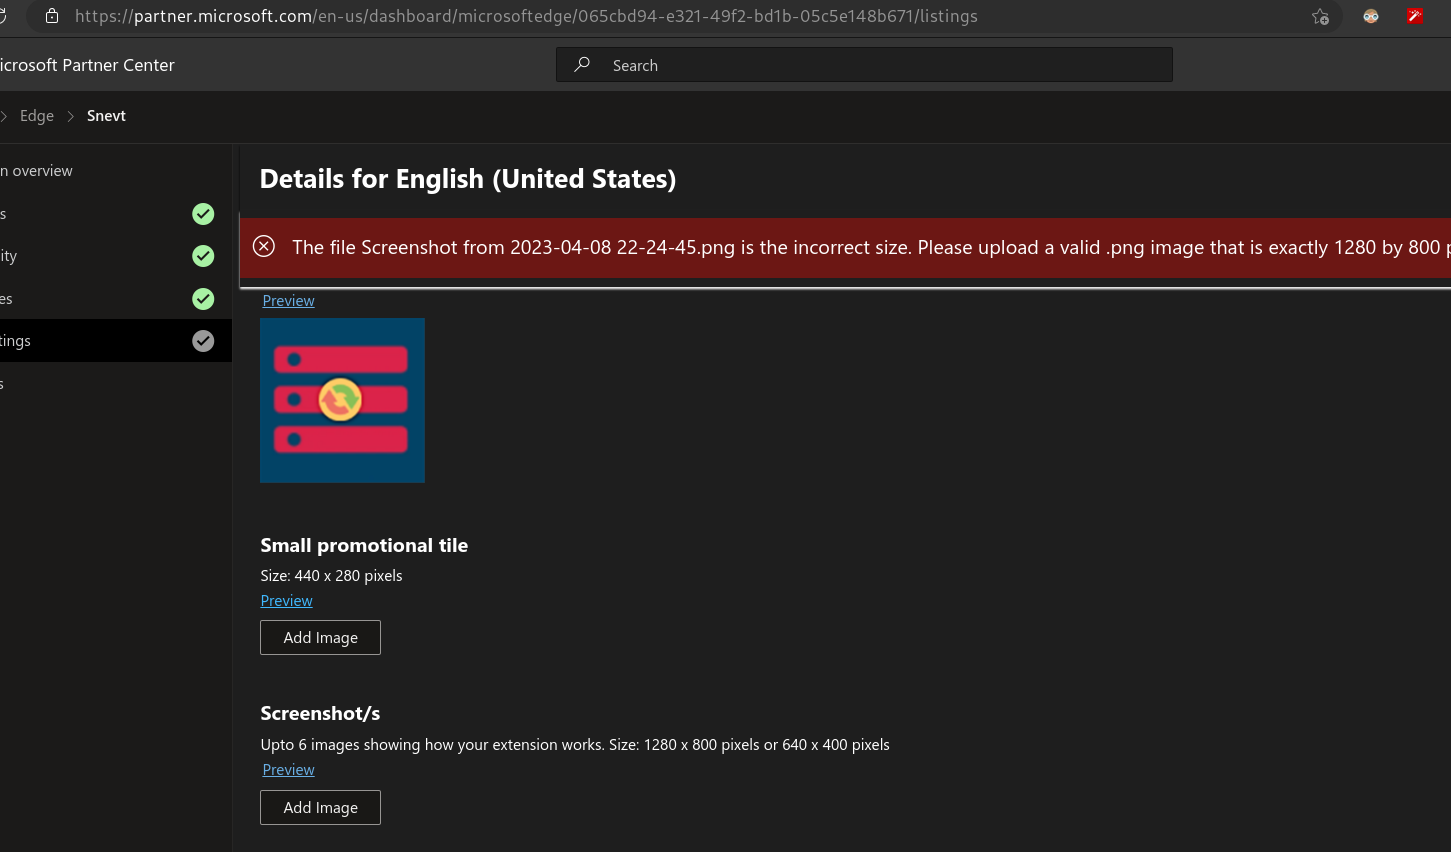 https://partner.microsoft.com/en-us/dashboard/microsoftedge/065cbd94-e321-49f2-bd1b-05c5e148b671/listings
icrosoft Partner Center
Search
Edge
Snevt
n overview
s
ity
es
tings
s
Details for English (United States)
The file Screenshot from 2023-04-08 22-24-45.png is the incorrect size. Please upload a valid .png image that is exactly 1280 by 800 p
Preview
Small promotional tile
Size: 440 x 280 pixels
Preview
Add Image
Screenshot/s
Upto 6 images showing how your extension works. Size: 1280 x 800 pixels or 640 x 400 pixels
Preview
Add Image